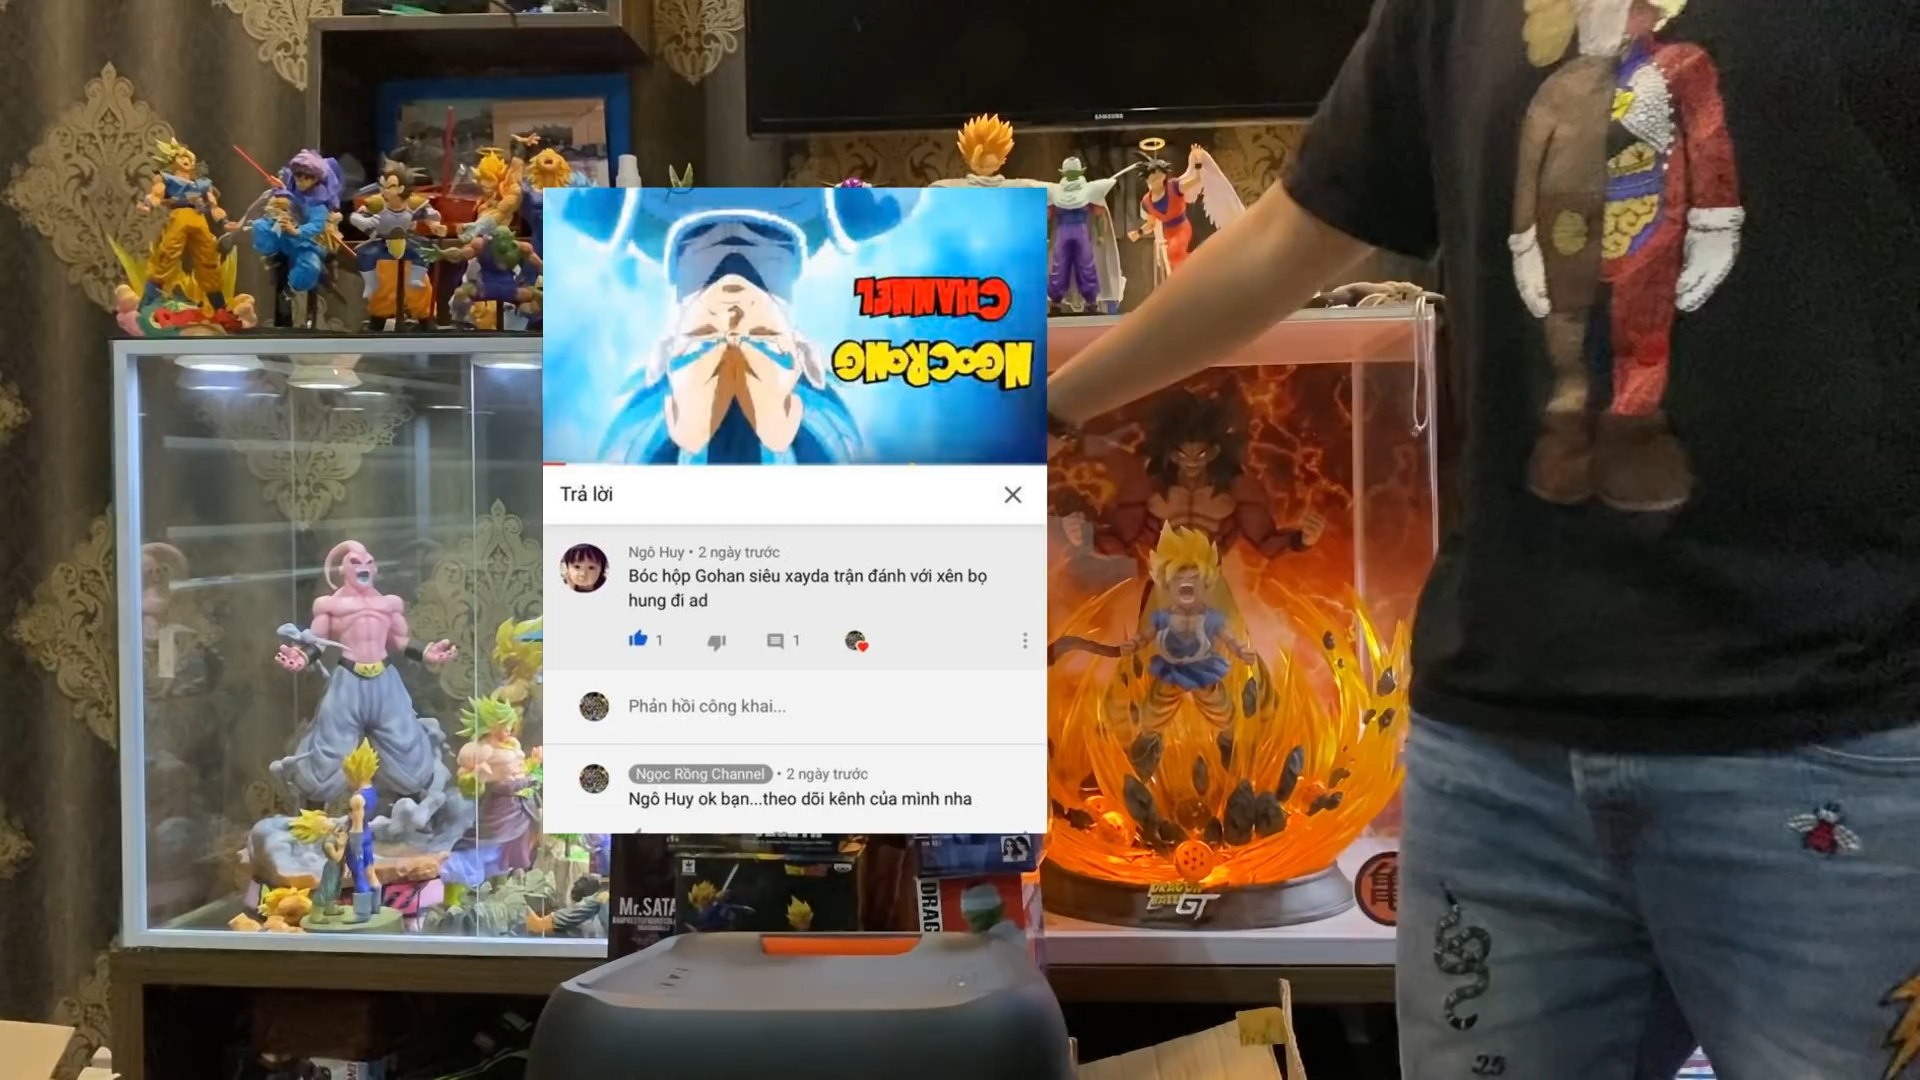 SAMSUNG
CHANNEL
NGOCRONG
Trả lời
Ngô Huy • 2 ngày trước
Bóc hộp Gohan siêu xayda trận đánh với xên bọ
hung đi ad
1
1
Phản hồi công khai...
Ngọc Rồng Channel • 2 ngày trước
Ngô Huy ok bạn...theo dõi kênh của mình nha
Mr.SATA
DRAG
DRAGON
BALL GT
25